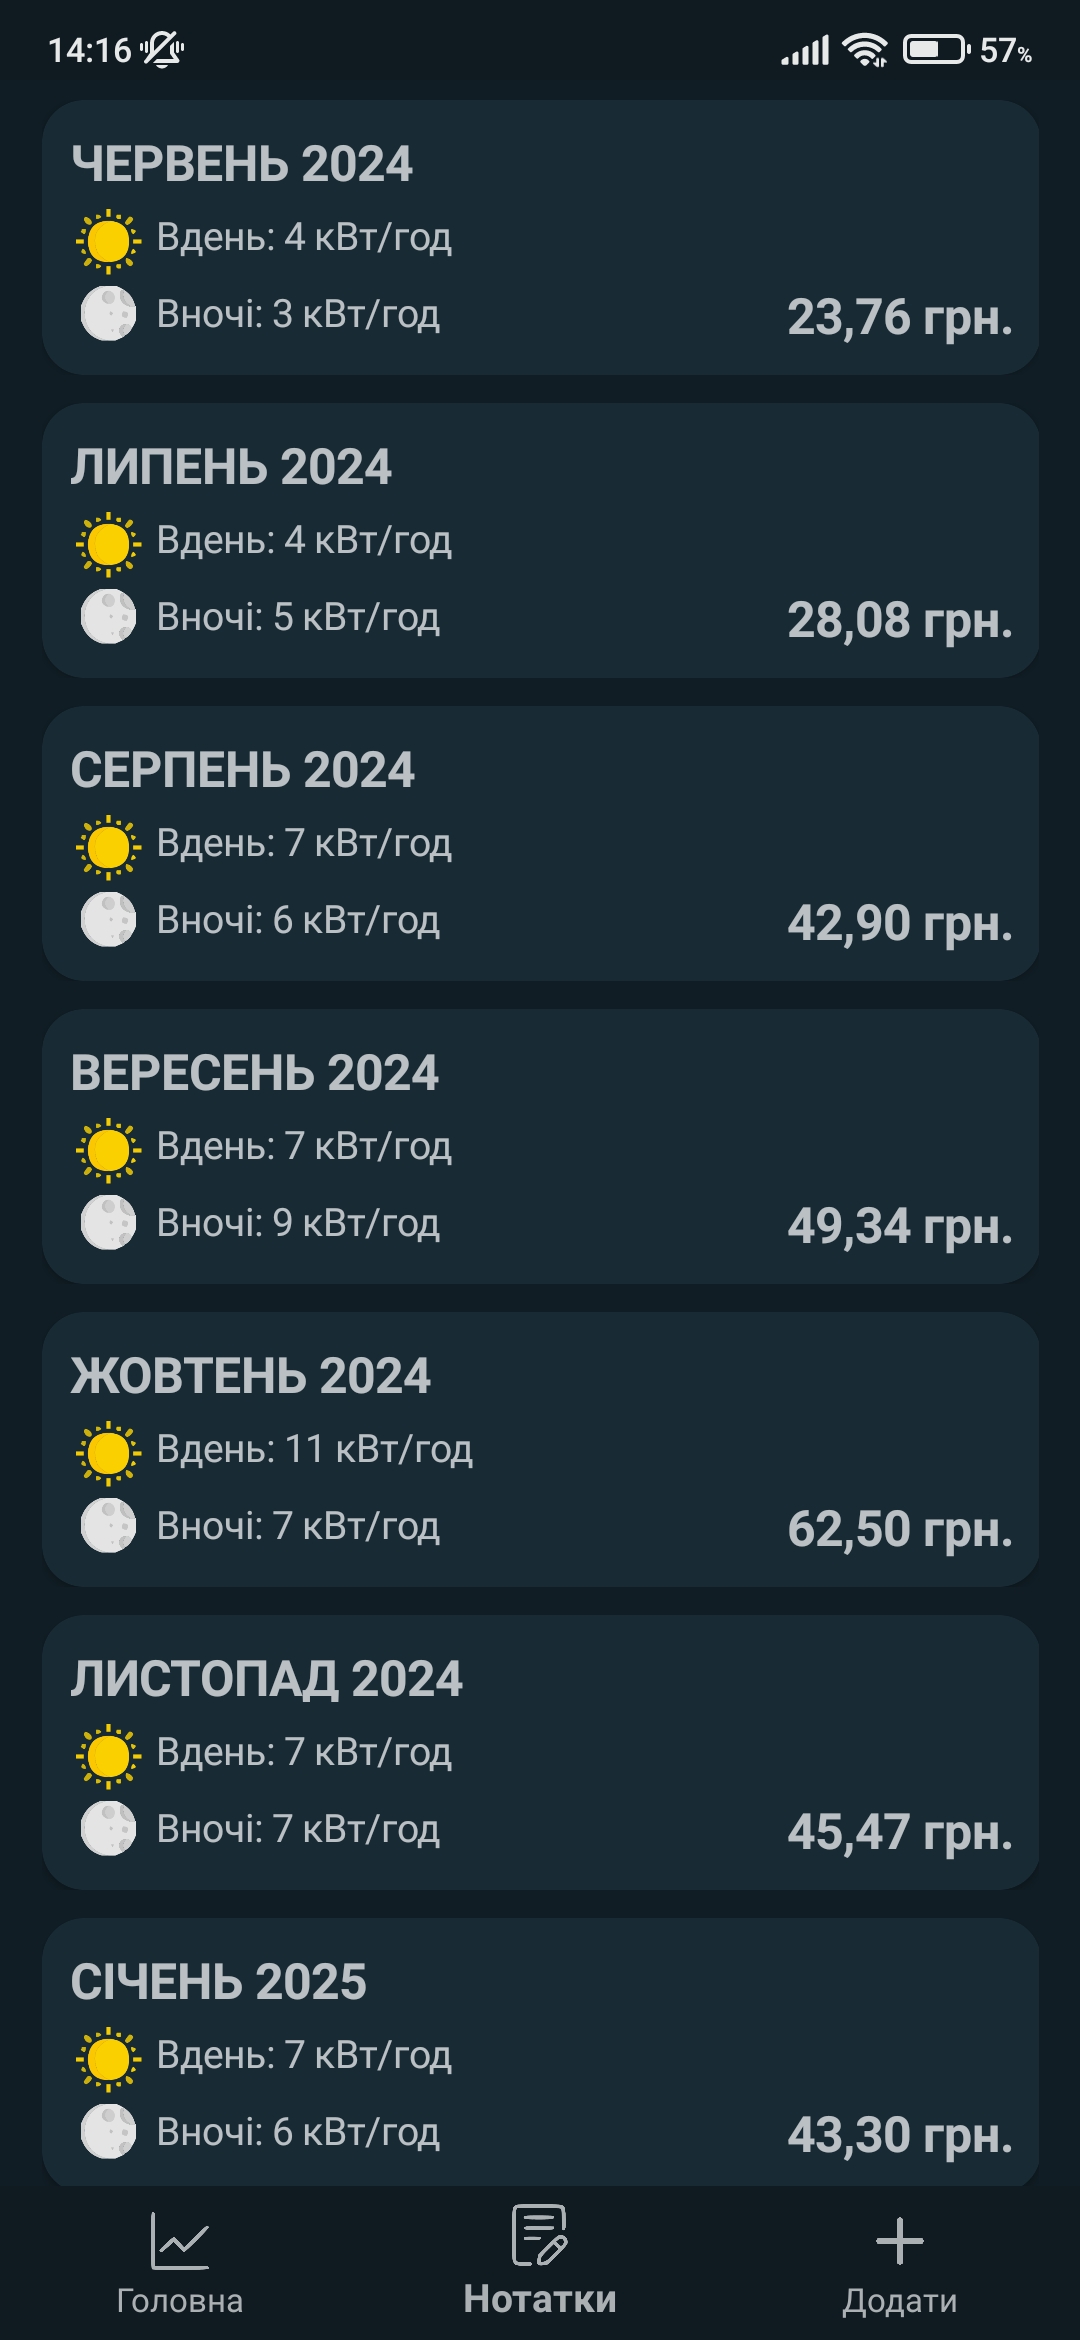 14:16 57%
ЧЕРВЕНЬ 2024
Вдень: 4 кВт/год
Вночі: 3 кВт/год 23,76 грн.
ЛИПЕНЬ 2024
Вдень: 4 кВт/год
Вночі: 5 кВт/год 28,08 грн.
СЕРПЕНЬ 2024
Вдень: 7 кВт/год
Вночі: 6 кВт/год 42,90 грн.
ВЕРЕСЕНЬ 2024
Вдень: 7 кВт/год
Вночі: 9 кВт/год 49,34 грн.
ЖОВТЕНЬ 2024
Вдень: 11 кВт/год
Вночі: 7 кВт/год 62,50 грн.
ЛИСТОПАД 2024
Вдень: 7 кВт/год
Вночі: 7 кВт/год 45,47 грн.
СІЧЕНЬ 2025
Вдень: 7 кВт/год
Вночі: 6 кВт/год 43,30 грн.
Головна Нотатки Додати